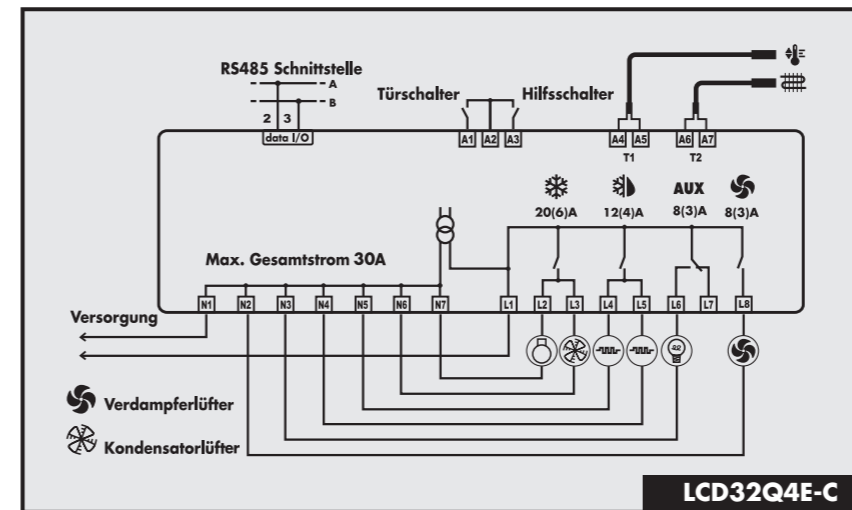 RS485 Schnittstelle
A
B
2 3
data I/O
Türschalter
Hilfsschalter
A1 A2 A3
A4 A5
A6 A7
T1
T2
AUX
20(6)A
12(4)A
8(3)A
8(3)A
Max. Gesamtstrom 30A
N1 N2 N3 N4 N5 N6 N7 L1 L2 L3 L4 L5 L6 L7 L8
Versorgung
Verdampferlüfter
Kondensatorlüfter
LCD32Q4E-C